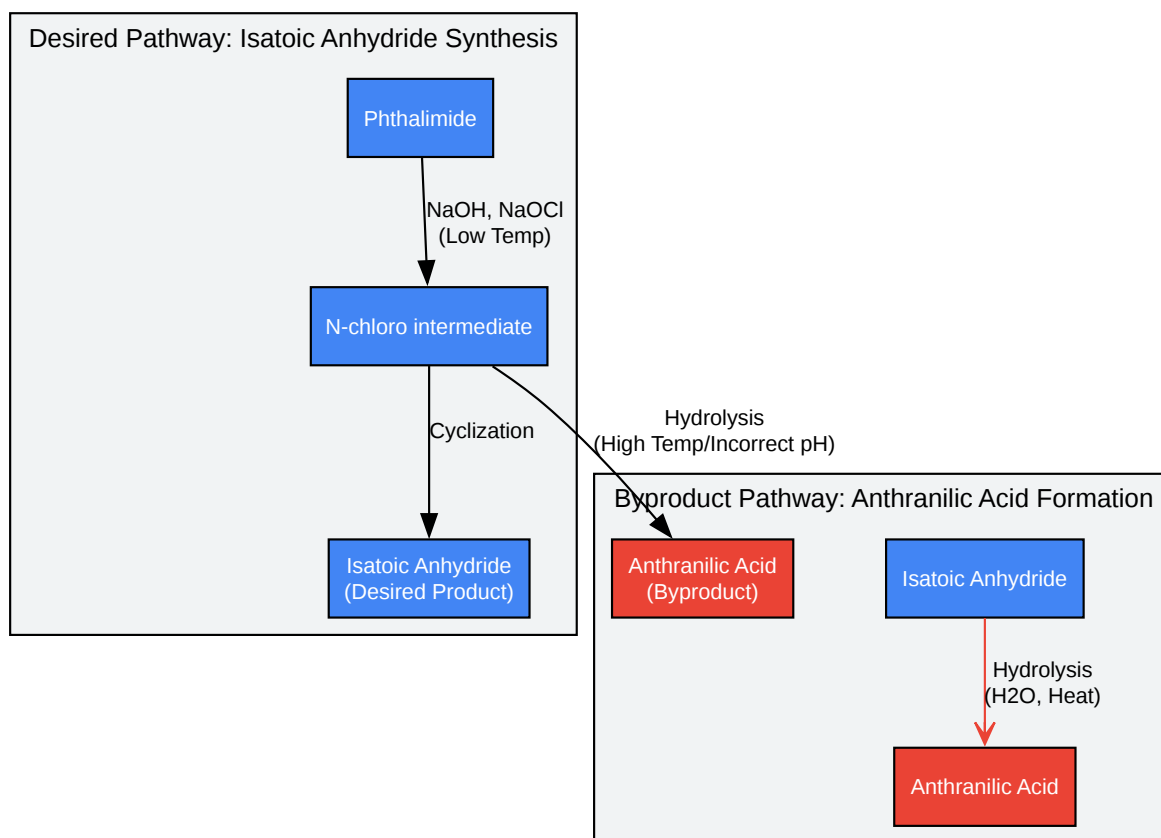 Desired Pathway: Isatoic Anhydride Synthesis
Phthalimide
NaOH, NaOCl
(Low Temp)
N-chloro intermediate
Cyclization
Hydrolysis
(High Temp/Incorrect pH)
Isatoic Anhydride
(Desired Product)
Byproduct Pathway: Anthranilic Acid Formation
Anthranilic Acid
(Byproduct)
Isatoic Anhydride
Hydrolysis
(H2O, Heat)
Anthranilic Acid